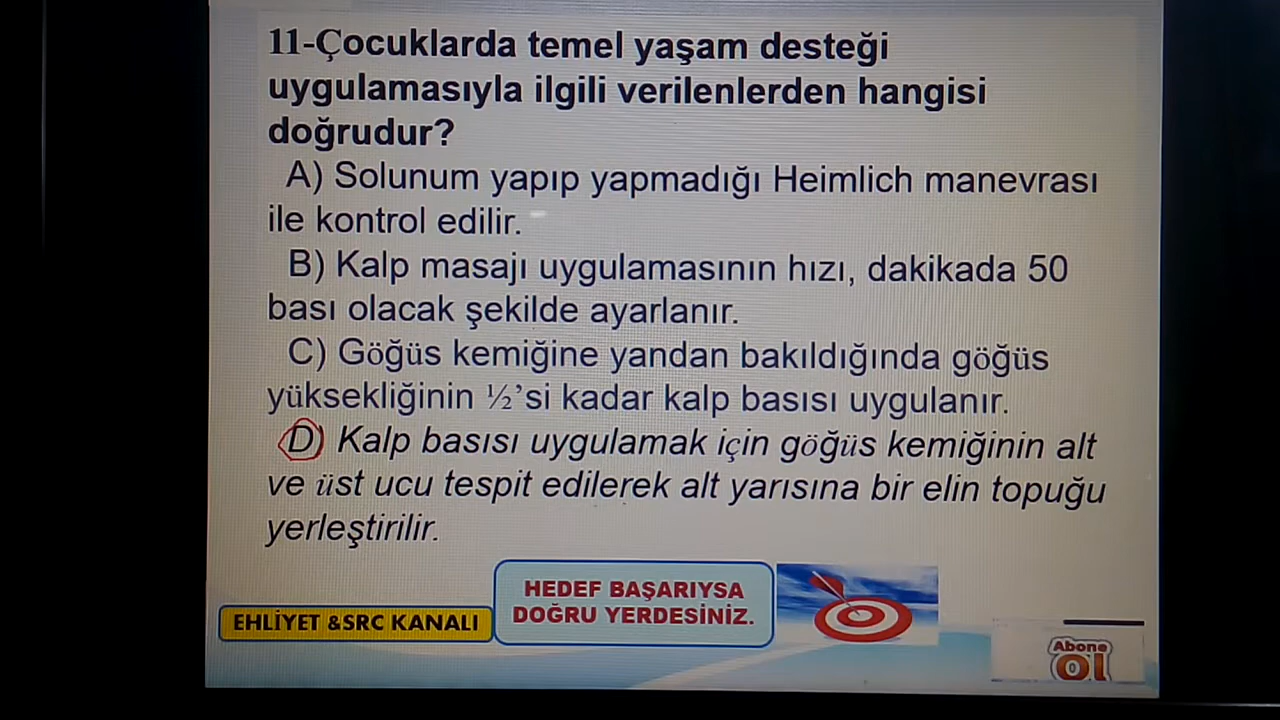 11-Çocuklarda temel yaşam desteği
uygulamasıyla ilgili verilenlerden hangisi
doğrudur?
A) Solunum yapıp yapmadığı Heimlich manevrası
ile kontrol edilir.
B) Kalp masajı uygulamasının hızı, dakikada 50
bası olacak şekilde ayarlanır.
C) Göğüs kemiğine yandan bakıldığında göğüs
yüksekliğinin ½’si kadar kalp basısı uygulanır.
D) Kalp basısı uygulamak için göğüs kemiğinin alt
ve üst ucu tespit edilerek alt yarısına bir elin topuğu
yerleştirilir.
HEDEF BAŞARIYSA
DOĞRU YERDESİNİZ.
EHLİYET &SRC KANALI
Abone
Ol